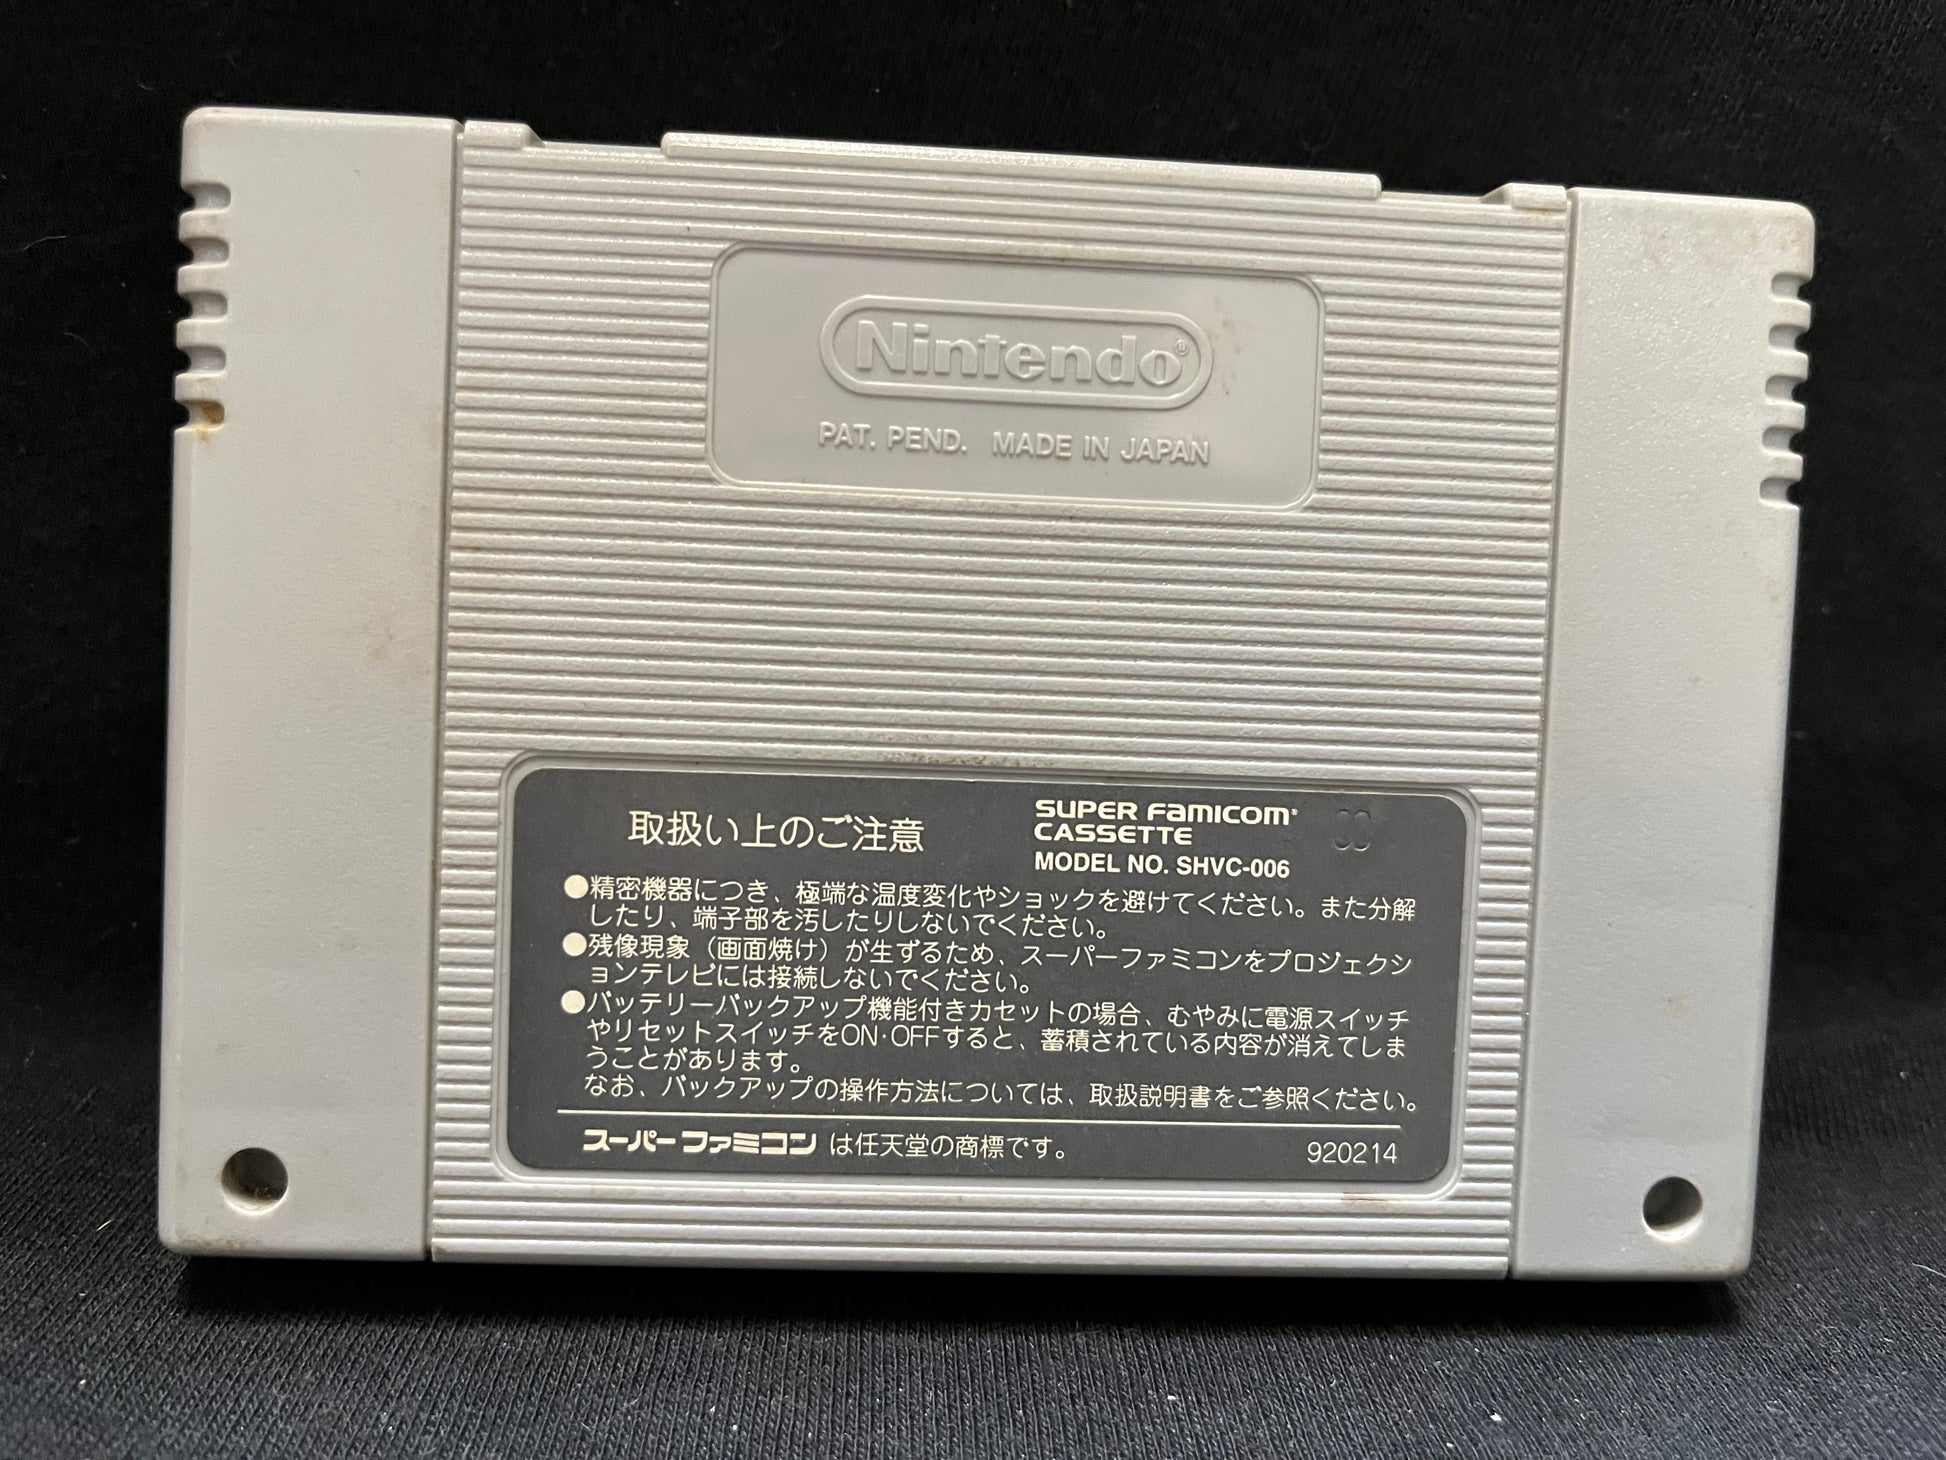 Nintendo®
PAT. PEND. MADE IN JAPAN
取扱い上のご注意
SUPER FAMICOM®
CASSETTE
MODEL NO. SHVC-006
●精密機器につき、極端な温度変化やショックを避けてください。また分解
したり、端子部を汚したりしないでください。
●残像現象（画面焼け）が生ずるため、スーパーファミコンをプロジェクシ
ョンテレビには接続しないでください。
●バッテリーバックアップ機能付きカセットの場合、むやみに電源スイッチ
やリセットスイッチをON·OFFすると、蓄積されている内容が消えてしま
うことがあります。
なお、バックアップの操作方法については、取扱説明書をご参照ください。
スーパーファミコンは任天堂の商標です。
920214